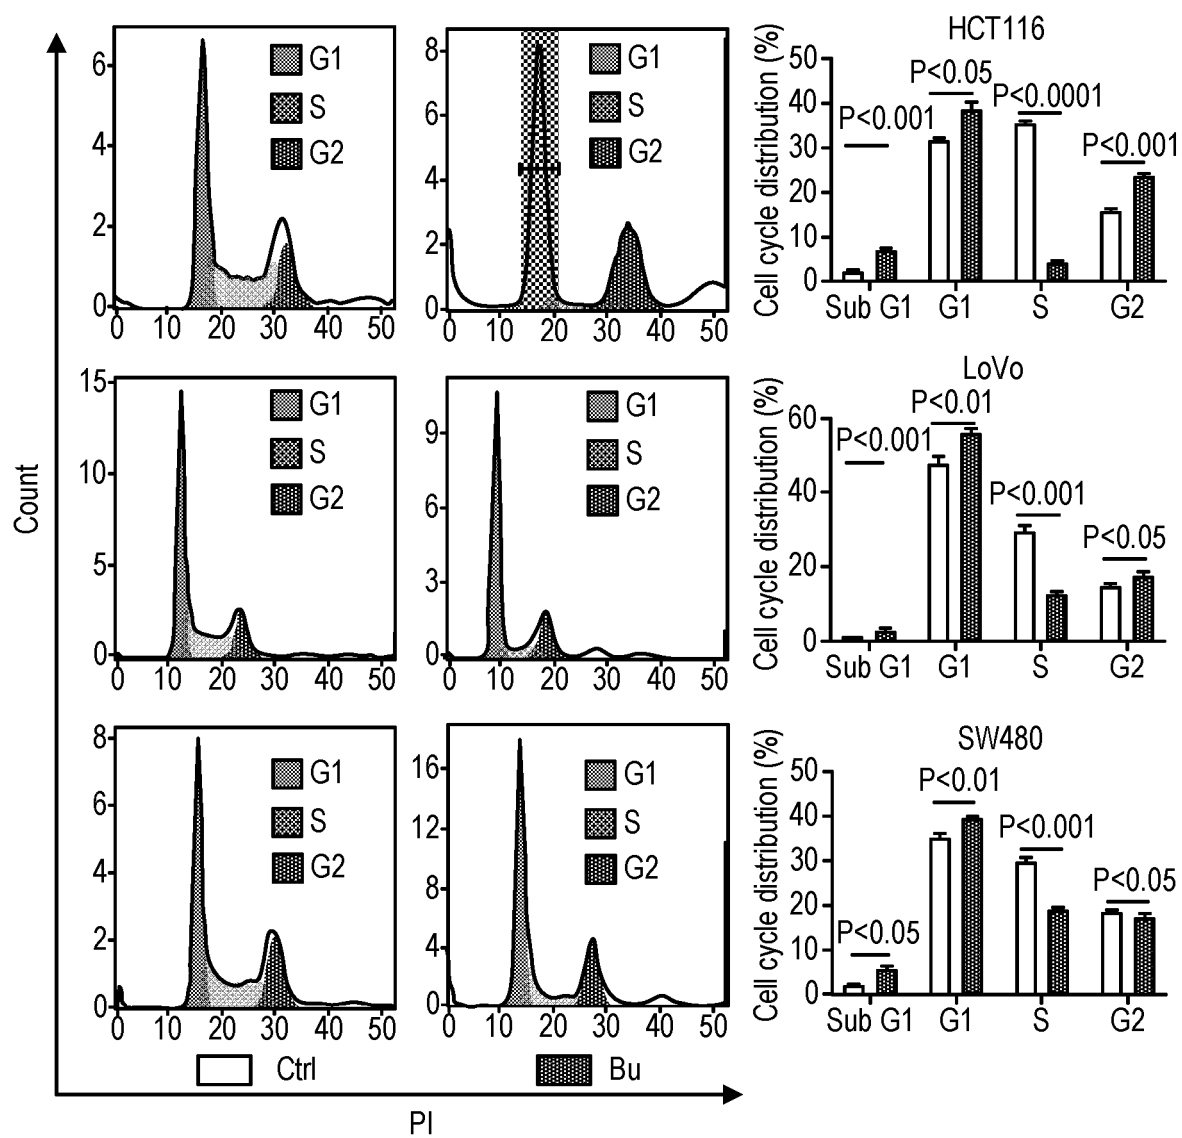 Count
PI
6
4
2
0
0 10 20 30 40 50
G1
S
G2
8
6
4
2
0
0 10 20 30 40 50
G1
S
G2
HCT116
Cell cycle distribution (%)
50
40
30
20
10
0
P<0.001
P<0.05
P<0.0001
P<0.001
Sub G1 G1 S G2
15
10
5
0
0 10 20 30 40 50
G1
S
G2
9
6
3
0
0 10 20 30 40 50
G1
S
G2
LoVo
Cell cycle distribution (%)
60
40
20
0
P<0.001
P<0.01
P<0.001
P<0.05
Sub G1 G1 S G2
8
6
4
2
0
0 10 20 30 40 50
G1
S
G2
16
12
8
4
0
0 10 20 30 40 50
G1
S
G2
SW480
Cell cycle distribution (%)
50
40
30
20
10
0
P<0.05
P<0.01
P<0.001
P<0.05
Sub G1 G1 S G2
Ctrl Bu